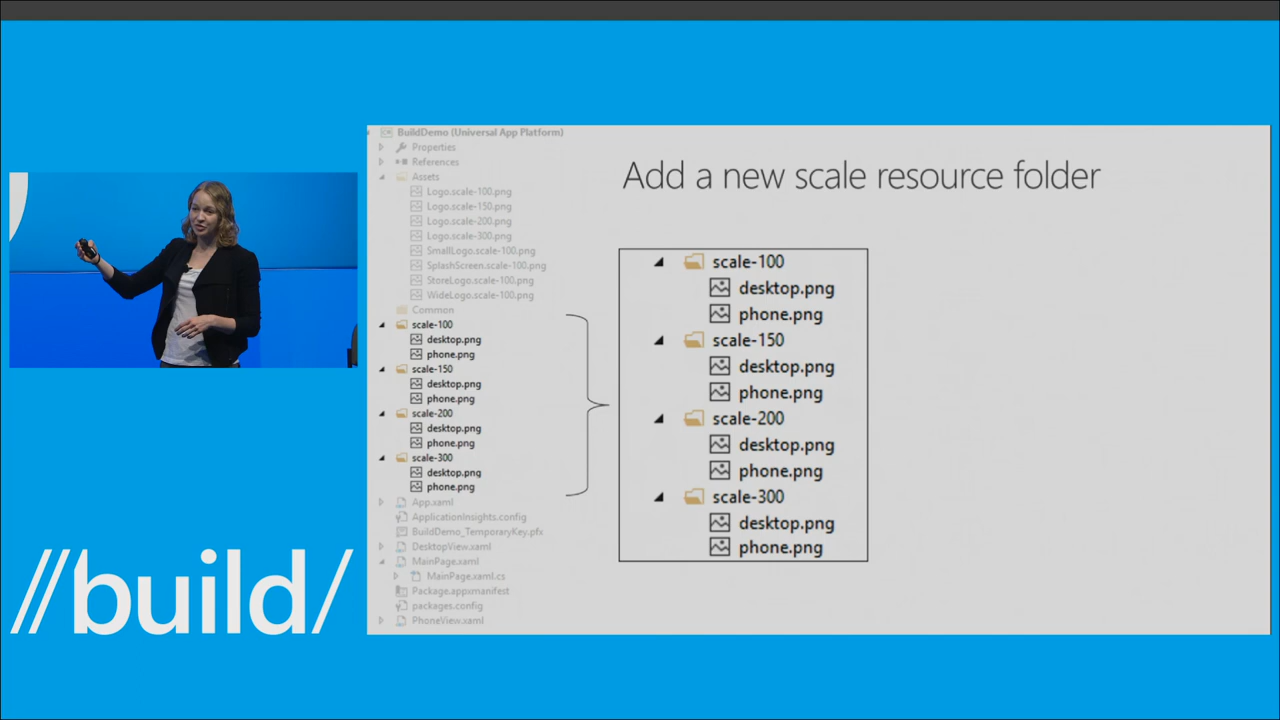 BuildDemo (Universal App Platform)
Properties
References
Assets
Logo.scale-100.png
Logo.scale-150.png
Logo.scale-200.png
Logo.scale-300.png
SmallLogo.scale-100.png
SplashScreen.scale-100.png
StoreLogo.scale-100.png
WideLogo.scale-100.png
Common
scale-100
desktop.png
phone.png
scale-150
desktop.png
phone.png
scale-200
desktop.png
phone.png
scale-300
desktop.png
phone.png
App.xaml
ApplicationInsights.config
BuildDemo_TemporaryKey.pfx
DesktopView.xaml
MainPage.xaml
MainPage.xaml.cs
Package.appxmanifest
packages.config
PhoneView.xaml
Add a new scale resource folder
scale-100
desktop.png
phone.png
scale-150
desktop.png
phone.png
scale-200
desktop.png
phone.png
scale-300
desktop.png
phone.png
//build/